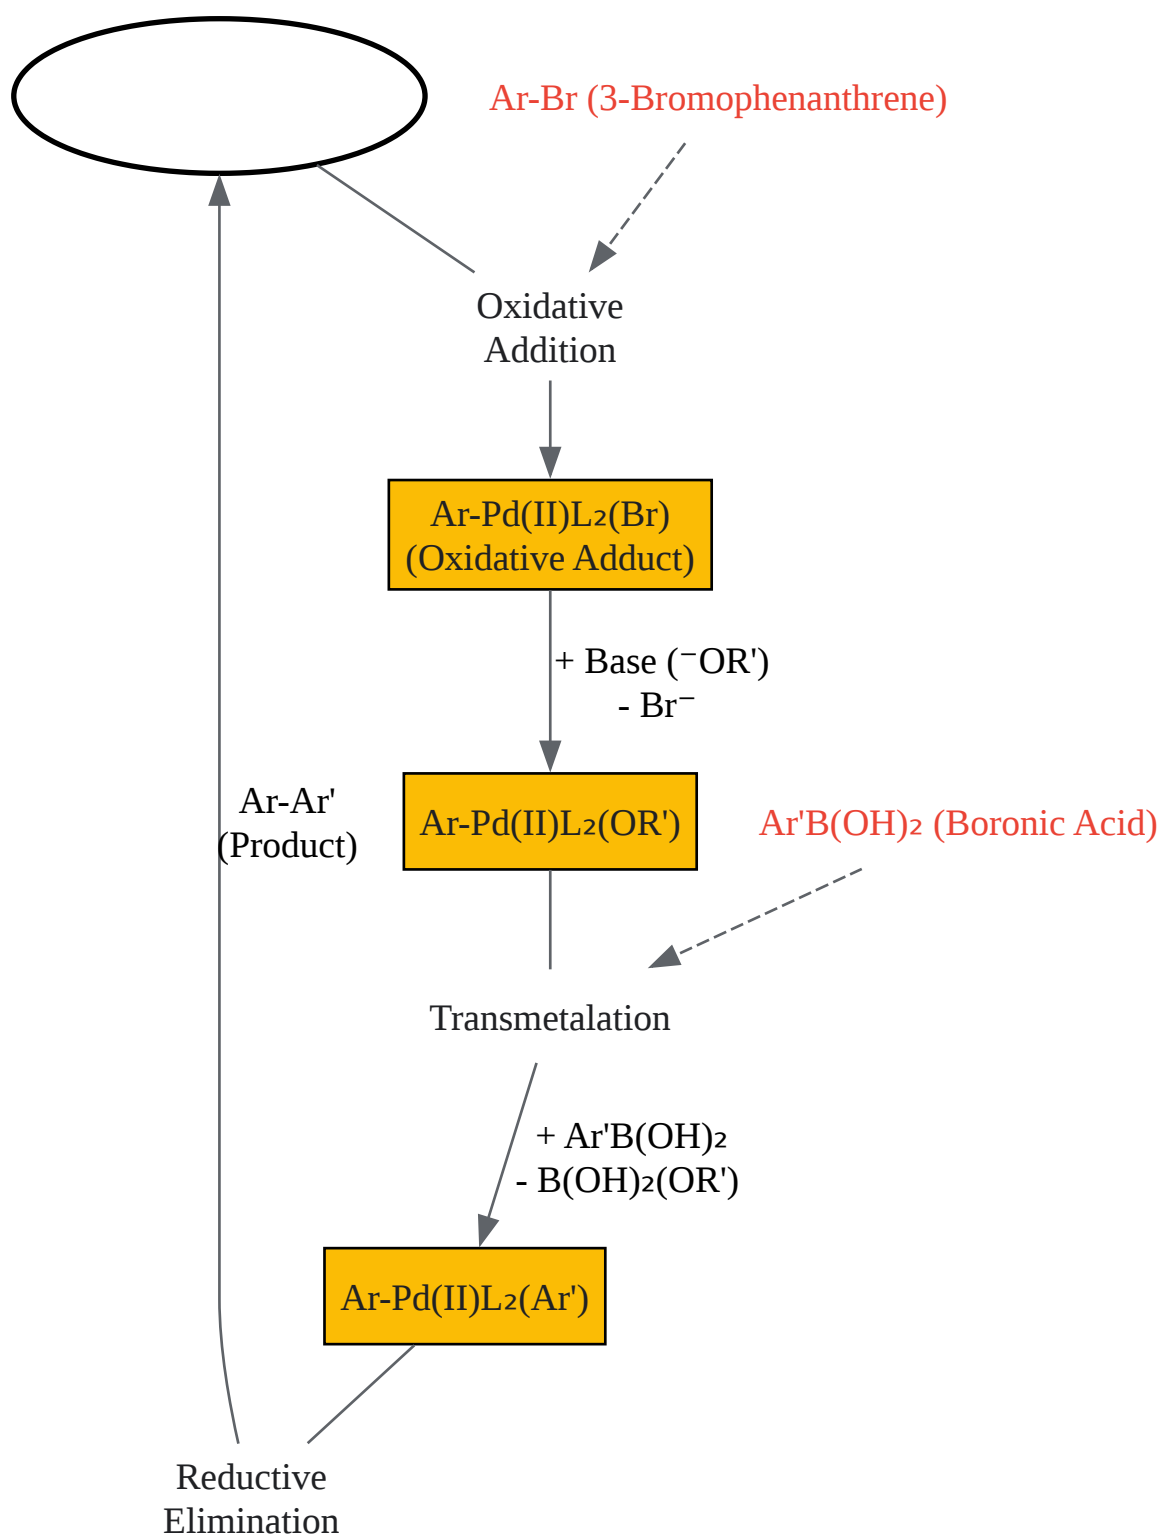 Ar-Br (3-Bromophenanthrene)
Oxidative
Addition
Ar-Pd(II)L₂(Br)
(Oxidative Adduct)
+ Base (⁻OR')
- Br⁻
Ar-Ar'
(Product)
Ar-Pd(II)L₂(OR')
Ar'B(OH)₂ (Boronic Acid)
Transmetalation
+ Ar'B(OH)₂
- B(OH)₂(OR')
Ar-Pd(II)L₂(Ar')
Reductive
Elimination